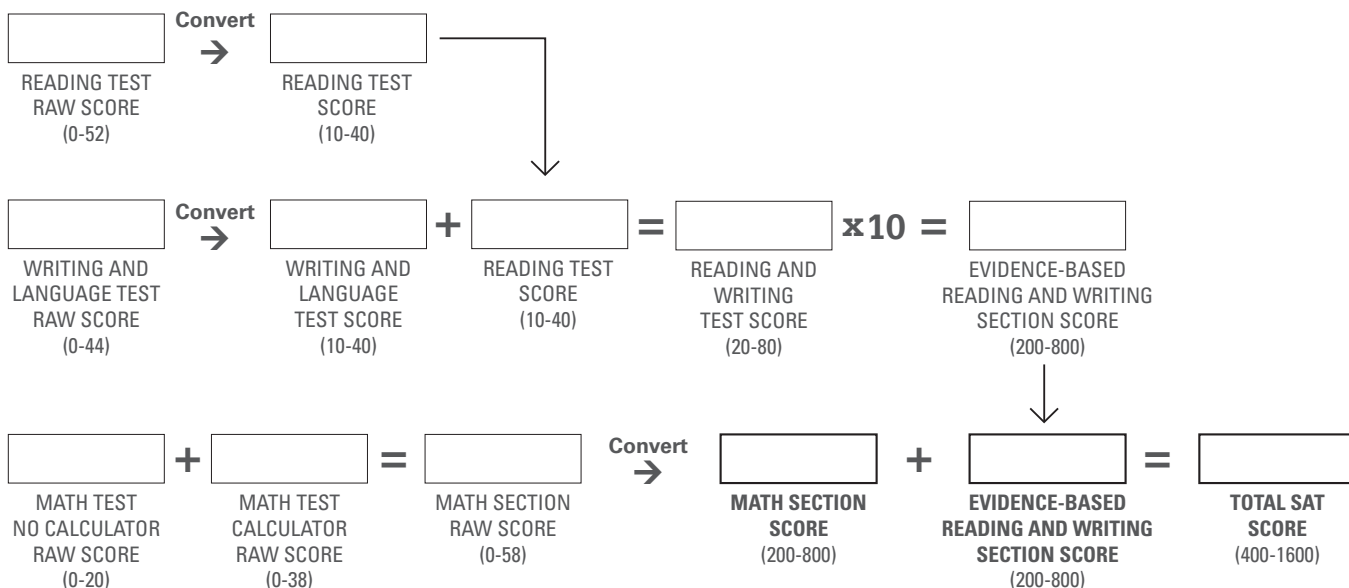 Convert
→
READING TEST
RAW SCORE
(0-52)
READING TEST
SCORE
(10-40)
Convert
→
+
=
x10 =
WRITING AND
LANGUAGE TEST
RAW SCORE
(0-44)
WRITING AND
LANGUAGE
TEST SCORE
(10-40)
READING TEST
SCORE
(10-40)
READING AND
WRITING
TEST SCORE
(20-80)
EVIDENCE-BASED
READING AND WRITING
SECTION SCORE
(200-800)
+
=
Convert
→
+
=
MATH TEST
NO CALCULATOR
RAW SCORE
(0-20)
MATH TEST
CALCULATOR
RAW SCORE
(0-38)
MATH SECTION
RAW SCORE
(0-58)
MATH SECTION
SCORE
(200-800)
EVIDENCE-BASED
READING AND WRITING
SECTION SCORE
(200-800)
TOTAL SAT
SCORE
(400-1600)